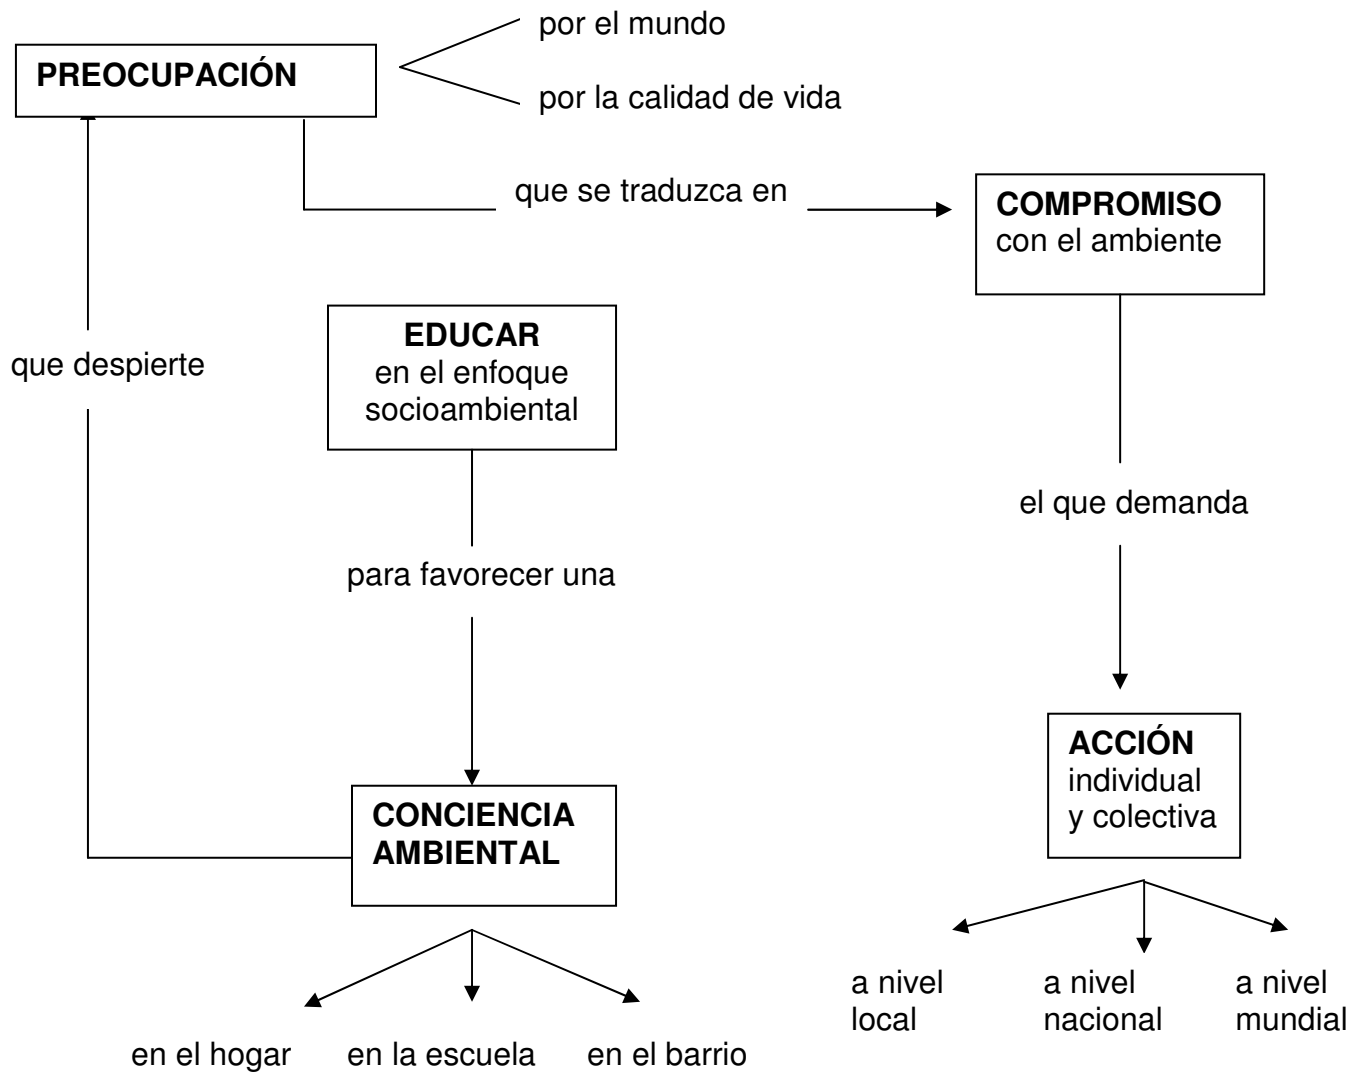 por el mundo
PREOCUPACIÓN
por la calidad de vida
que se traduzca en
COMPROMISO
con el ambiente
EDUCAR
en el enfoque
socioambiental
que despierte
el que demanda
para favorecer una
ACCIÓN
individual
y colectiva
CONCIENCIA
AMBIENTAL
a nivel
local
a nivel
nacional
a nivel
mundial
en el hogar
en la escuela
en el barrio